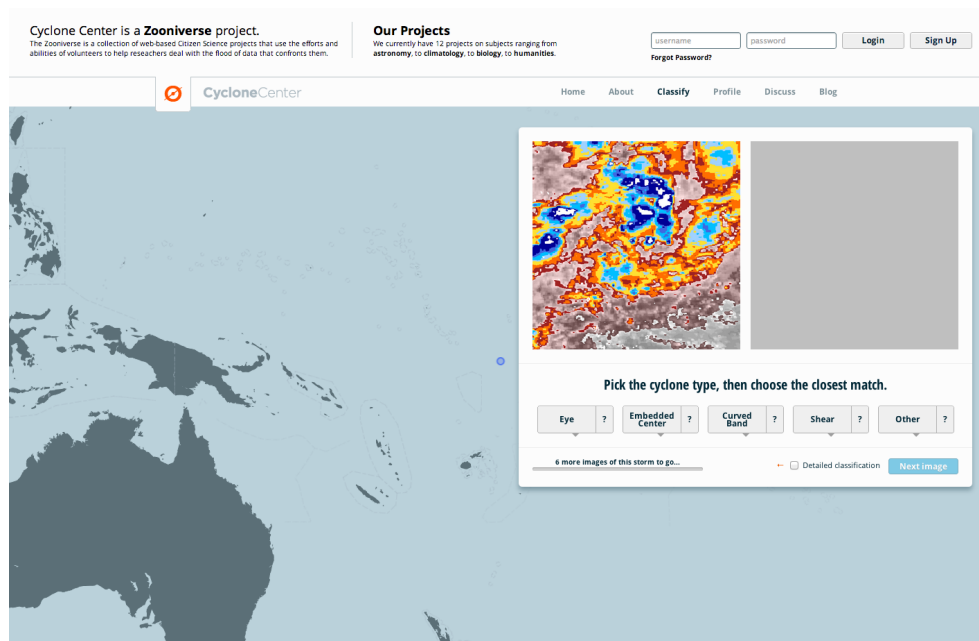 Cyclone Center is a Zooniverse project.
The Zooniverse is a collection of web-based Citizen Science projects that use the efforts and
abilities of volunteers to help reseachers deal with the flood of data that confronts them.
Our Projects
We currently have 12 projects on subjects ranging from
astronomy, to climatology, to biology, to humanities.
username
password
Login
Sign Up
Forgot Password?
CycloneCenter
Home
About
Classify
Profile
Discuss
Blog
Pick the cyclone type, then choose the closest match.
Eye
?
Embedded
Center
?
Curved
Band
?
Shear
?
Other
?
6 more images of this storm to go...
← Detailed classification
Next image